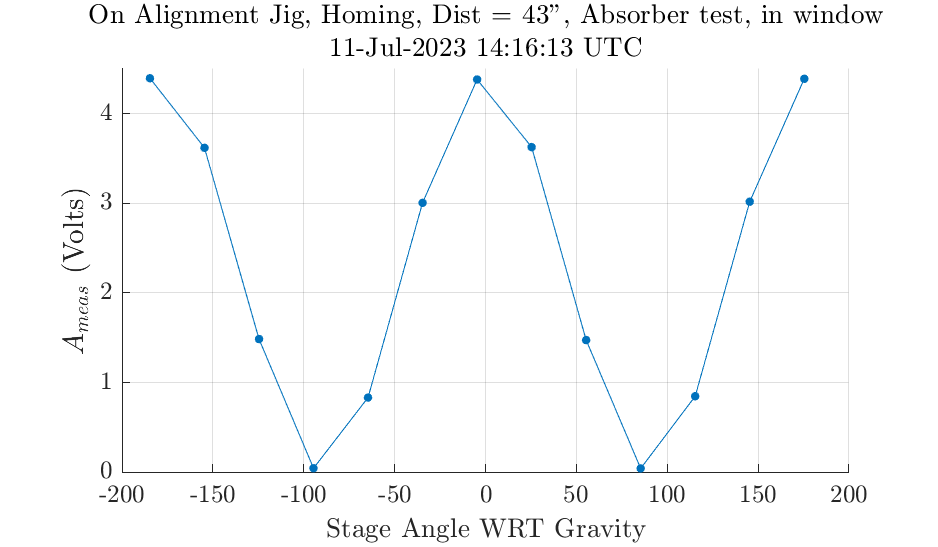 On Alignment Jig, Homing, Dist = 43”, Absorber test, in window
11-Jul-2023 14:16:13 UTC
A_meas (Volts)
4
3
2
1
0
-200 -150 -100 -50 0 50 100 150 200
Stage Angle WRT Gravity